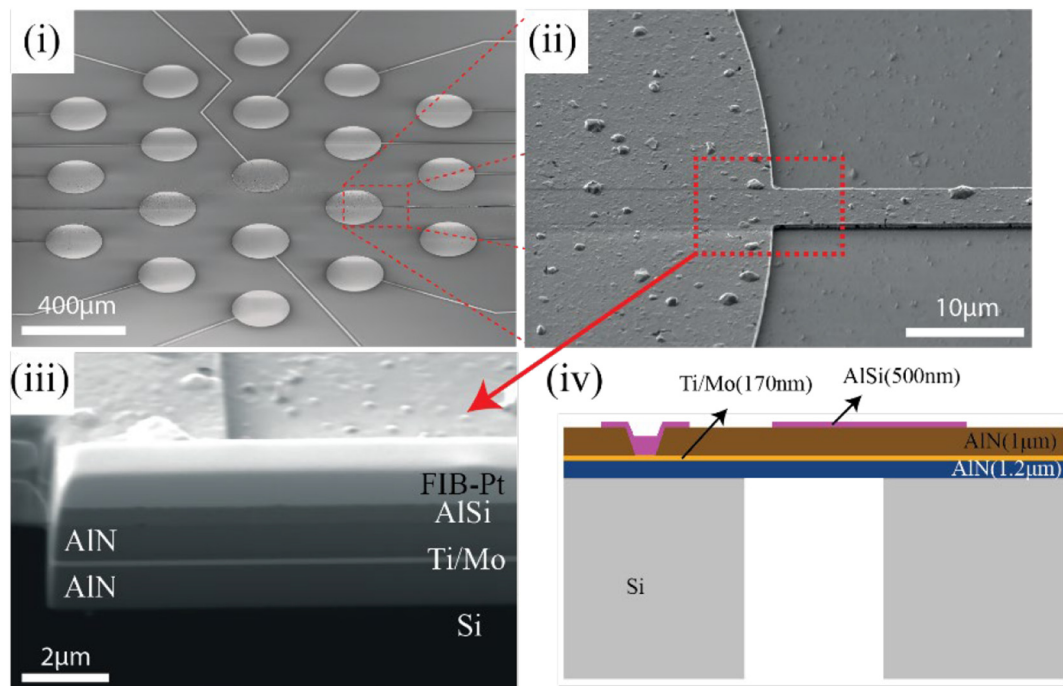 (i)
400μm
(ii)
10μm
(iii)
FIB-Pt
AlSi
AlN
Ti/Mo
AlN
Si
2μm
(iv)
Ti/Mo(170nm)
AlSi(500nm)
AlN(1μm)
AlN(1.2μm)
Si